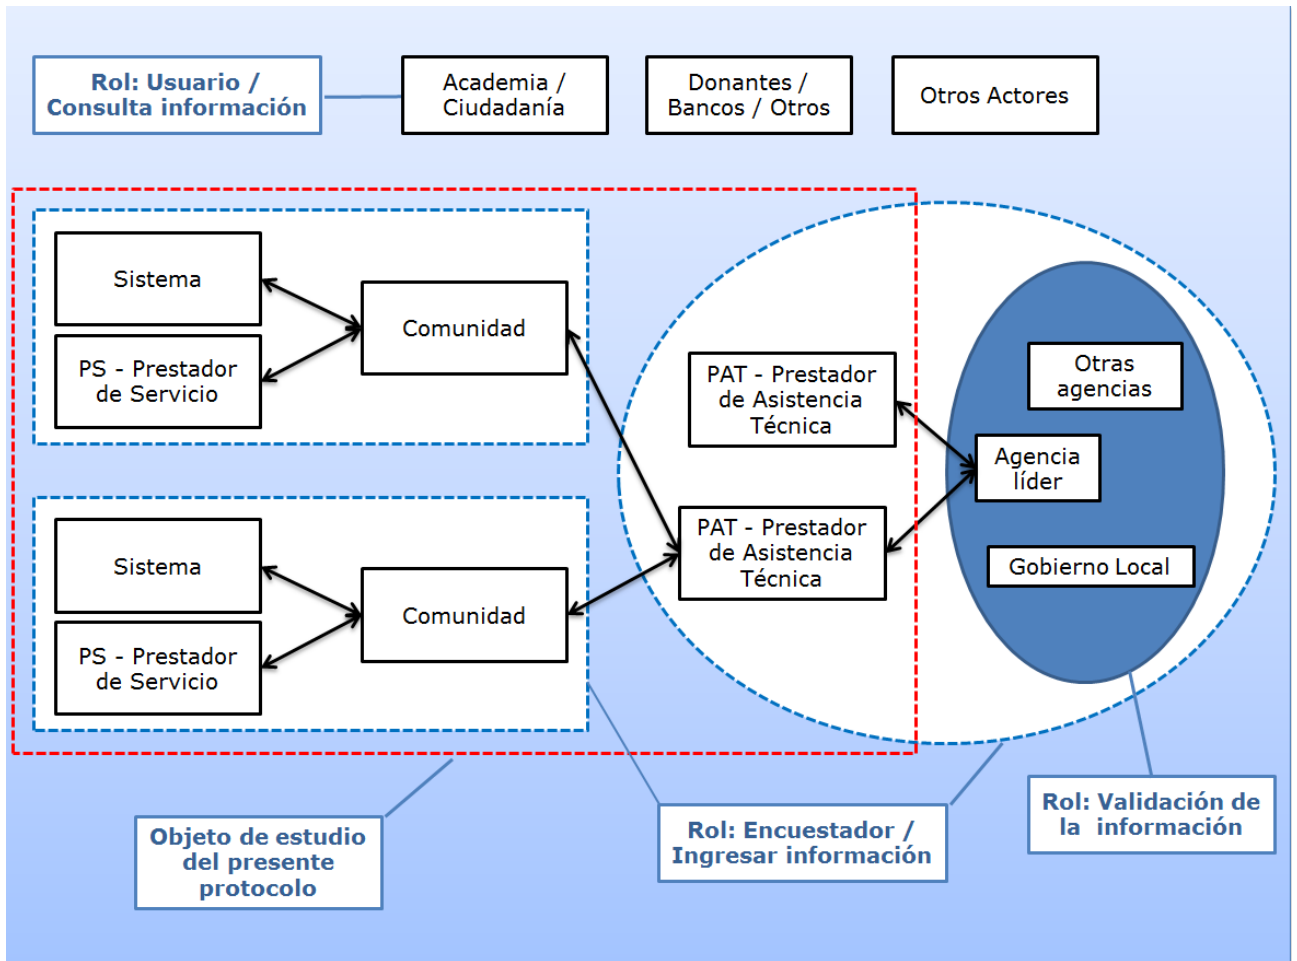 Rol: Usuario /
Consulta información
Academia /
Ciudadanía
Donantes /
Bancos / Otros
Otros Actores
Sistema
PS - Prestador
de Servicio
Comunidad
PAT - Prestador
de Asistencia
Técnica
Otras
agencias
Agencia
líder
Gobierno Local
Sistema
PS - Prestador
de Servicio
Comunidad
PAT - Prestador
de Asistencia
Técnica
Objeto de estudio
del presente
protocolo
Rol: Encuestador /
Ingresar información
Rol: Validación de
la información